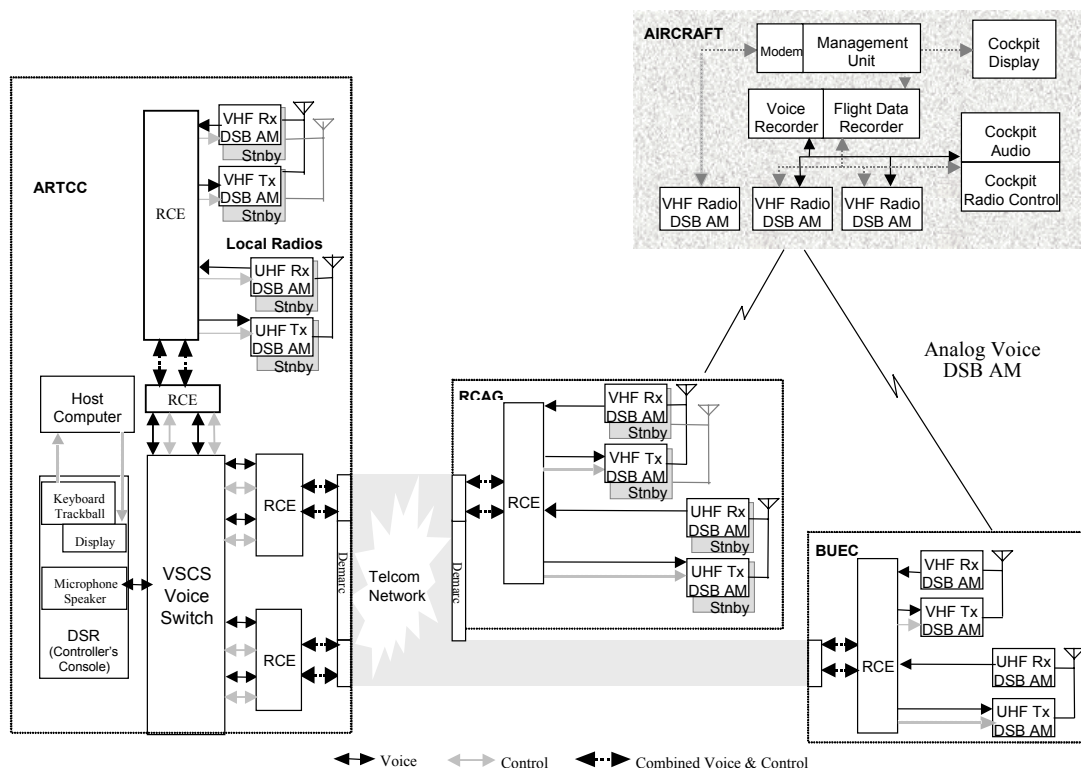 AIRCRAFT
Modem
Management
Unit
Cockpit
Display
Voice
Recorder
Flight Data
Recorder
Cockpit
Audio
Cockpit
Radio Control
VHF Radio
DSB AM
VHF Radio
DSB AM
VHF Radio
DSB AM
ARTCC
RCE
VHF Rx
DSB AM
Stnby
VHF Tx
DSB AM
Stnby
Local Radios
UHF Rx
DSB AM
Stnby
UHF Tx
DSB AM
Stnby
RCE
Host
Computer
Keyboard
Trackball
Display
Microphone
Speaker
DSR
(Controller's
Console)
VSCS
Voice
Switch
RCE
RCE
Demarc
Telcom
Network
Demarc
RCAG
RCE
VHF Rx
DSB AM
Stnby
VHF Tx
DSB AM
Stnby
UHF Rx
DSB AM
Stnby
UHF Tx
DSB AM
Stnby
Analog Voice
DSB AM
BUEC
RCE
VHF Rx
DSB AM
VHF Tx
DSB AM
UHF Rx
DSB AM
UHF Tx
DSB AM
Voice
Control
Combined Voice & Control